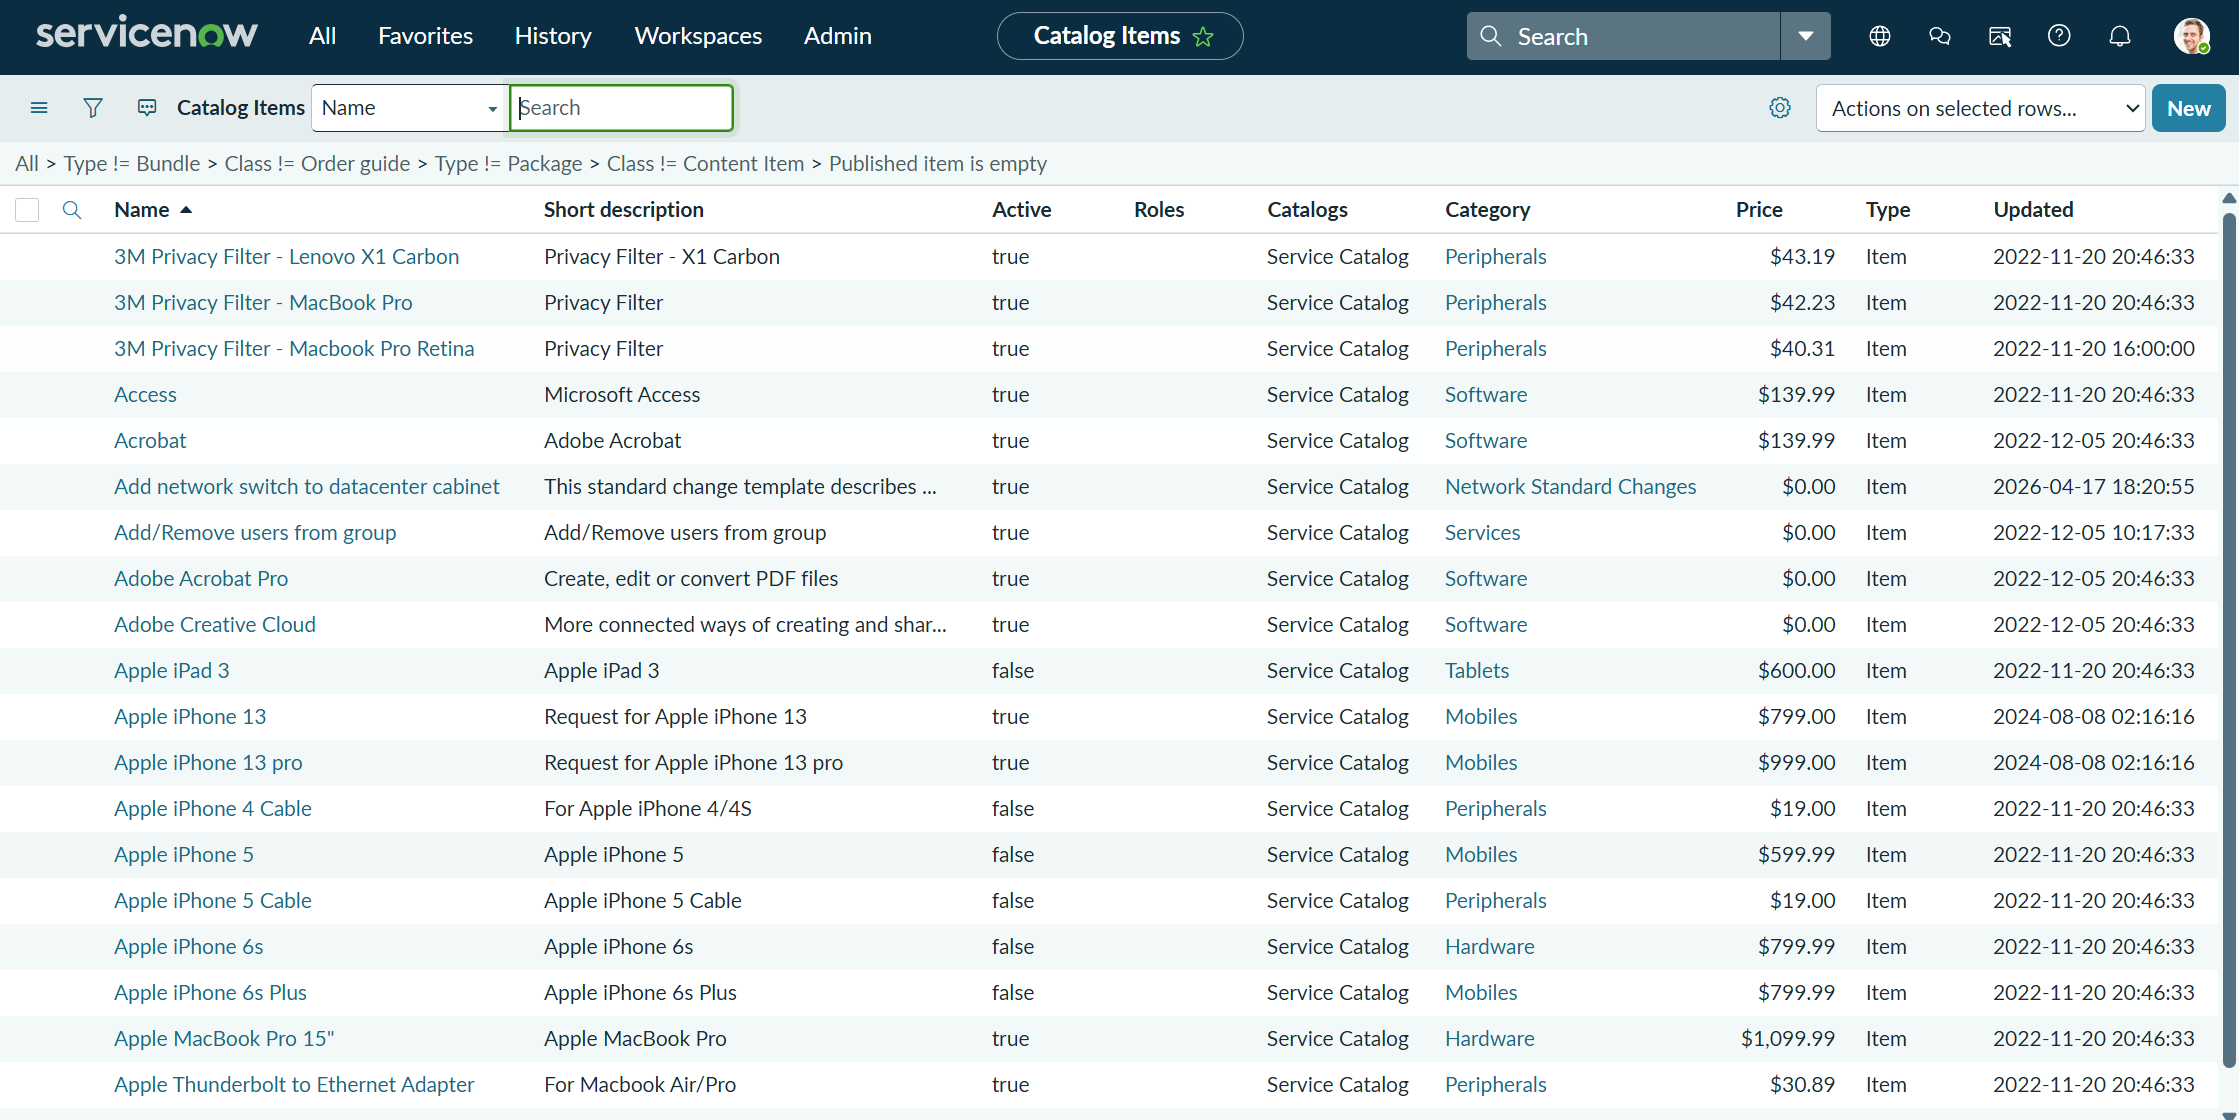 servicenow All Favorites History Workspaces Admin Catalog Items Search
Catalog Items Name Search Actions on selected rows... New
All > Type != Bundle > Class != Order guide > Type != Package > Class != Content Item > Published item is empty
Name Short description Active Roles Catalogs Category Price Type Updated
3M Privacy Filter - Lenovo X1 Carbon Privacy Filter - X1 Carbon true Service Catalog Peripherals $43.19 Item 2022-11-20 20:46:33
3M Privacy Filter - MacBook Pro Privacy Filter true Service Catalog Peripherals $42.23 Item 2022-11-20 20:46:33
3M Privacy Filter - Macbook Pro Retina Privacy Filter true Service Catalog Peripherals $40.31 Item 2022-11-20 16:00:00
Access Microsoft Access true Service Catalog Software $139.99 Item 2022-11-20 20:46:33
Acrobat Adobe Acrobat true Service Catalog Software $139.99 Item 2022-12-05 20:46:33
Add network switch to datacenter cabinet This standard change template describes ... true Service Catalog Network Standard Changes $0.00 Item 2026-04-17 18:20:55
Add/Remove users from group Add/Remove users from group true Service Catalog Services $0.00 Item 2022-12-05 10:17:33
Adobe Acrobat Pro Create, edit or convert PDF files true Service Catalog Software $0.00 Item 2022-12-05 20:46:33
Adobe Creative Cloud More connected ways of creating and shar... true Service Catalog Software $0.00 Item 2022-12-05 20:46:33
Apple iPad 3 Apple iPad 3 false Service Catalog Tablets $600.00 Item 2022-11-20 20:46:33
Apple iPhone 13 Request for Apple iPhone 13 true Service Catalog Mobiles $799.00 Item 2024-08-08 02:16:16
Apple iPhone 13 pro Request for Apple iPhone 13 pro true Service Catalog Mobiles $999.00 Item 2024-08-08 02:16:16
Apple iPhone 4 Cable For Apple iPhone 4/4S false Service Catalog Peripherals $19.00 Item 2022-11-20 20:46:33
Apple iPhone 5 Apple iPhone 5 false Service Catalog Mobiles $599.99 Item 2022-11-20 20:46:33
Apple iPhone 5 Cable Apple iPhone 5 Cable false Service Catalog Peripherals $19.00 Item 2022-11-20 20:46:33
Apple iPhone 6s Apple iPhone 6s false Service Catalog Hardware $799.99 Item 2022-11-20 20:46:33
Apple iPhone 6s Plus Apple iPhone 6s Plus false Service Catalog Mobiles $799.99 Item 2022-11-20 20:46:33
Apple MacBook Pro 15" Apple MacBook Pro true Service Catalog Hardware $1,099.99 Item 2022-11-20 20:46:33
Apple Thunderbolt to Ethernet Adapter For Macbook Air/Pro true Service Catalog Peripherals $30.89 Item 2022-11-20 20:46:33